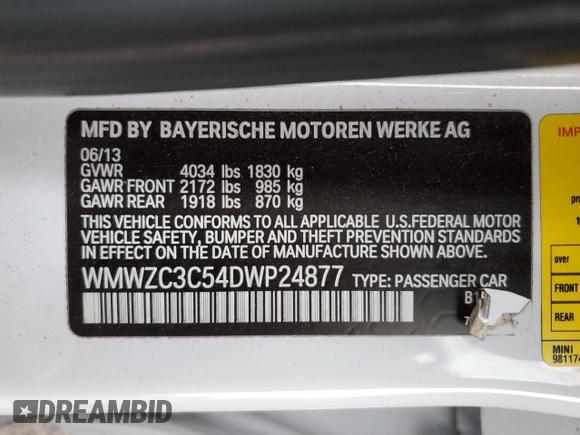 MFD BY BAYERISCHE MOTOREN WERKE AG
06/13
GVWR 4034 lbs 1830 kg
GAWR FRONT 2172 lbs 985 kg
GAWR REAR 1918 lbs 870 kg
THIS VEHICLE CONFORMS TO ALL APPLICABLE U.S.FEDERAL MOTOR
VEHICLE SAFETY, BUMPER AND THEFT PREVENTION STANDARDS
IN EFFECT ON THE DATE OF MANUFACTURE SHOWN ABOVE.
WMWZC3C54DWP24877 TYPE: PASSENGER CAR
over
FRONT
REAR
MINI
DREAMBID